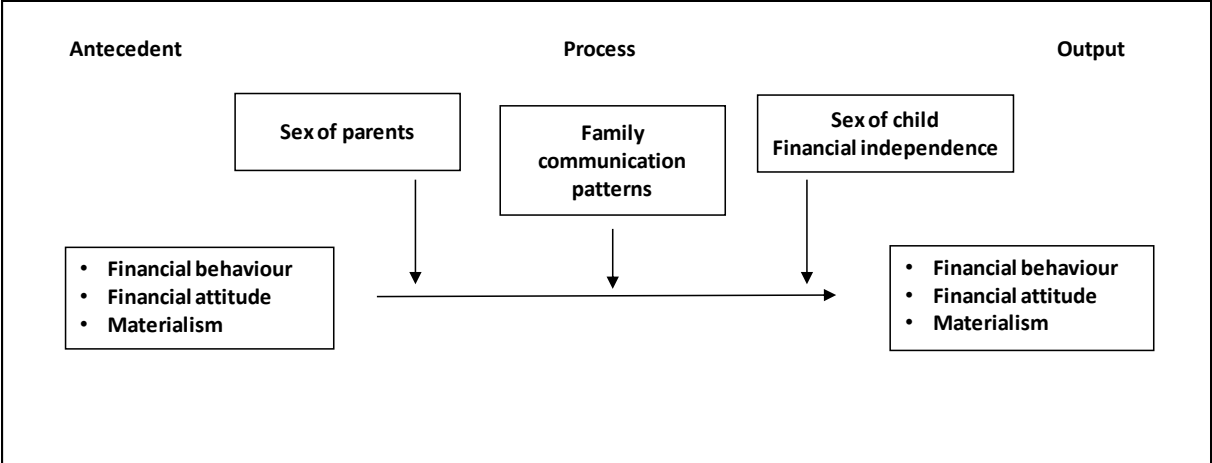 Antecedent
Process
Output
Sex of parents
Family
communication
patterns
Sex of child
Financial independence
• Financial behaviour
• Financial attitude
• Materialism
• Financial behaviour
• Financial attitude
• Materialism